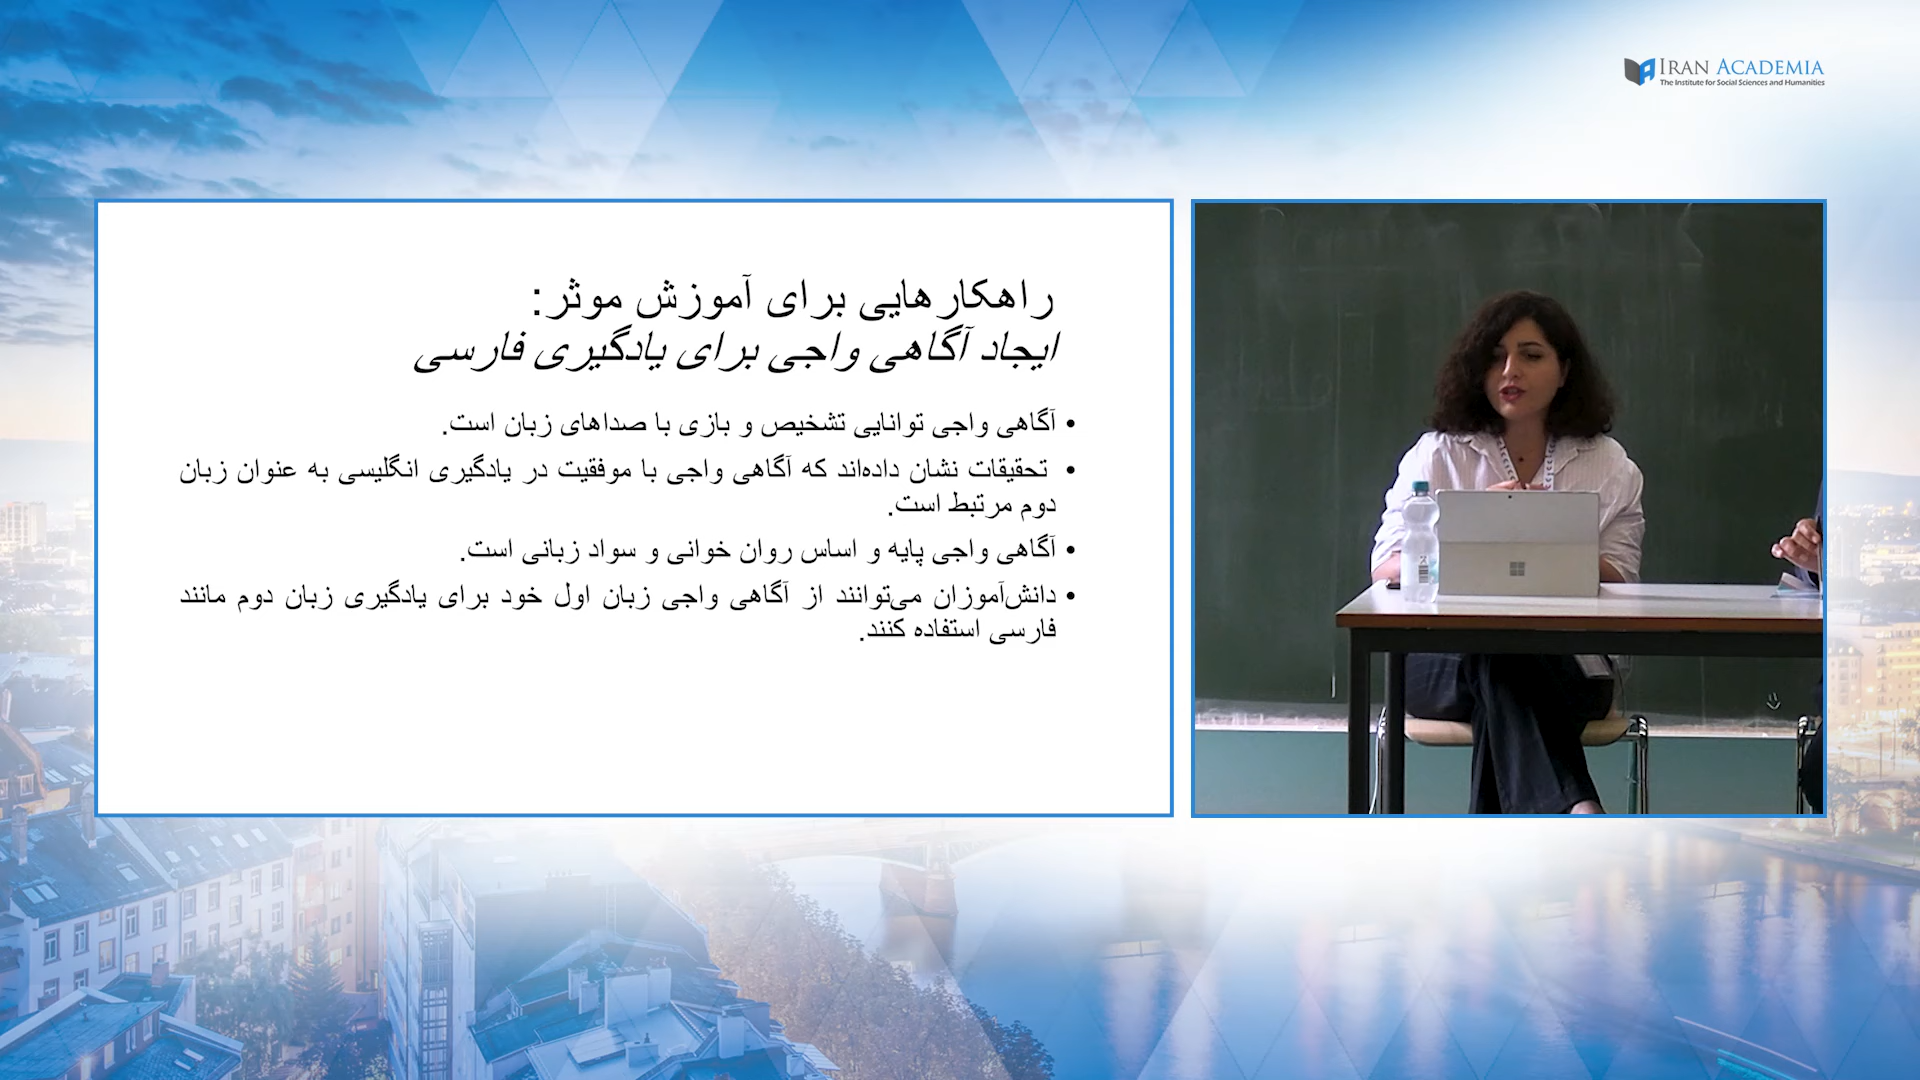 IRAN ACADEMIA
The Institute for Social Sciences and Humanities
راهکارهایی برای آموزش موثر:
ایجاد آگاهی واجی برای یادگیری فارسی
• آگاهی واجی توانایی تشخیص و بازی با صداهای زبان است.
• تحقیقات نشان داده‌اند که آگاهی واجی با موفقیت در یادگیری انگلیسی به عنوان زبان
دوم مرتبط است.
• آگاهی واجی پایه و اساس روان خوانی و سواد زبانی است.
• دانش‌آموزان می‌توانند از آگاهی واجی زبان اول خود برای یادگیری زبان دوم مانند
فارسی استفاده کنند.